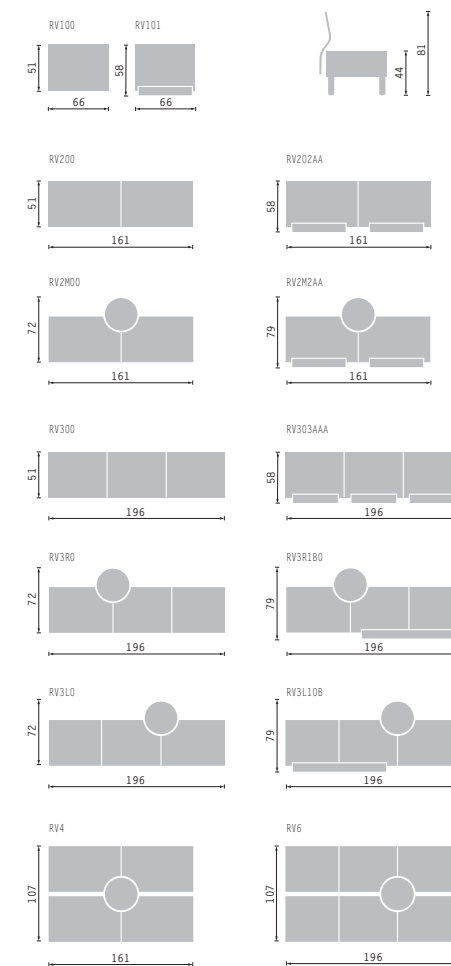 RV100
RV101
51
58
66
66
44
81
RV200
RV202AA
51
58
161
161
RV2M00
RV2M2AA
72
79
161
161
RV300
RV303AAA
51
58
196
196
RV3R0
RV3R1B0
72
79
196
196
RV3L0
RV3L10B
72
79
196
196
RV4
RV6
107
107
161
196